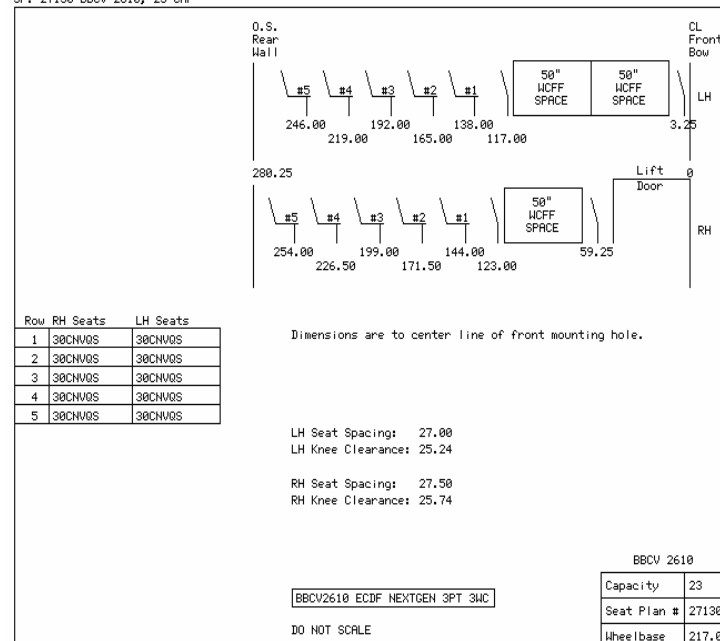 O.S.
Rear
Wall
CL
Front
Bow
#5 #4 #3 #2 #1
50"
WCFF
SPACE
50"
WCFF
SPACE
LH
246.00 192.00 138.00 3.25
219.00 165.00 117.00
280.25 Lift 0
Door
#5 #4 #3 #2 #1
50"
WCFF
SPACE
RH
254.00 199.00 144.00 59.25
226.50 171.50 123.00
Row RH Seats LH Seats
1 30CNVQS 30CNVQS
2 30CNVQS 30CNVQS
3 30CNVQS 30CNVQS
4 30CNVQS 30CNVQS
5 30CNVQS 30CNVQS
Dimensions are to center line of front mounting hole.
LH Seat Spacing: 27.00
LH Knee Clearance: 25.24
RH Seat Spacing: 27.50
RH Knee Clearance: 25.74
BBCV2610 ECDF NEXTGEN 3PT 3WC
DO NOT SCALE
BBCV 2610
Capacity 23
Seat Plan # 27130
Wheelbase 217.0